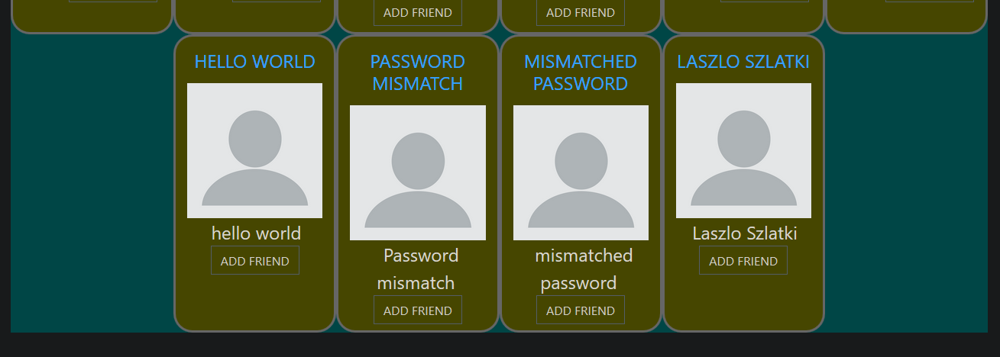 ADD FRIEND ADD FRIEND
HELLO WORLD
PASSWORD
MISMATCH
MISMATCHED
PASSWORD
LASZLO SZLATKI
hello world
ADD FRIEND
Password
mismatch
ADD FRIEND
mismatched
password
ADD FRIEND
Laszlo Szlatki
ADD FRIEND